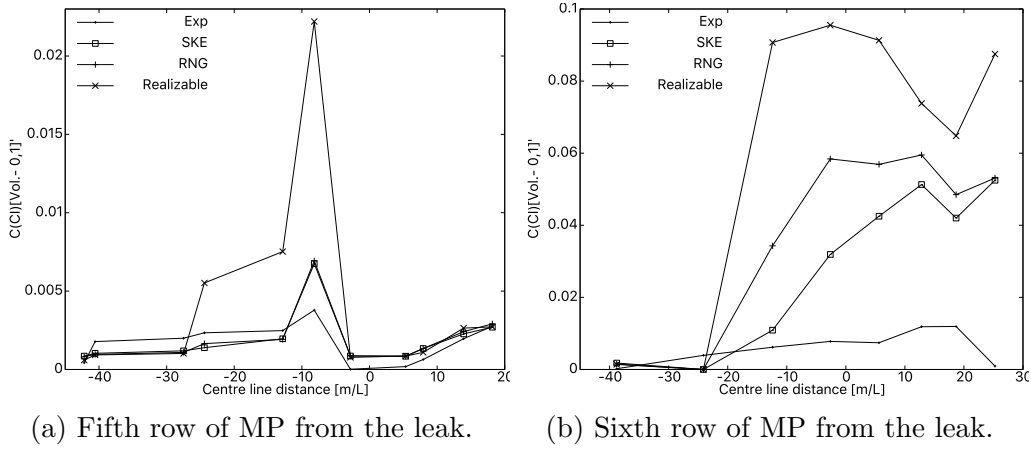 Exp
SKE
RNG
Realizable
0.02
0.015
0.01
0.005
0
C(Cl)[Vol.- 0,1]'
-40 -30 -20 -10 0 10 20
Centre line distance [m/L]
(a) Fifth row of MP from the leak.
0.1
Exp
SKE
RNG
Realizable
0.08
0.06
0.04
0.02
0
C(Cl)[Vol.- 0,1]'
-40 -30 -20 -10 0 10 20 30
Centre line distance [m/L]
(b) Sixth row of MP from the leak.